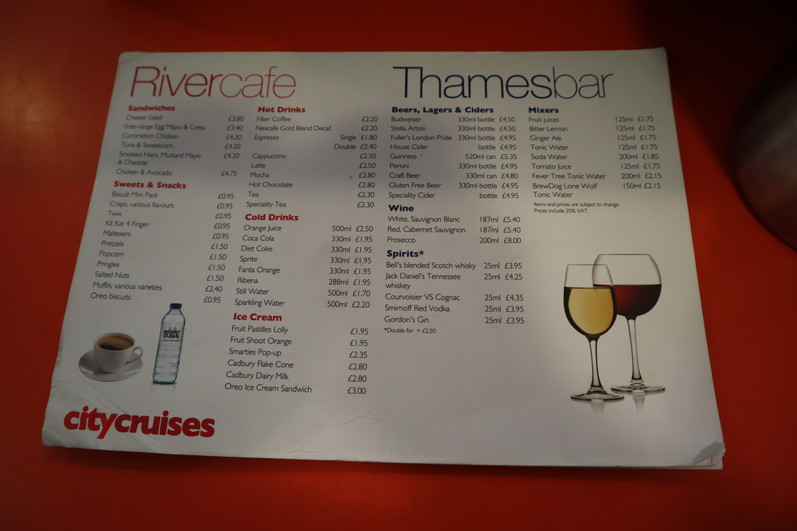 Rivercafe
Sandwiches
Cheese Salad £3.80
Free-range Egg Mayo & Cress £3.40
Coronation Chicken £4.20
Tuna & Sweetcorn £4.20
Smoked Ham, Mustard Mayo £4.20
& Cheddar
Chicken & Avocado £4.75
Sweets & Snacks
Biscuit Mini Pack £0.95
Crisps, various flavours £0.95
Twix £0.95
Kit Kat 4 Finger £0.95
Maltesers £0.95
Pretzels £1.50
Popcorn £1.50
Pringles £1.50
Salted Nuts £1.50
Muffin, various varieties £2.40
Oreo biscuits £0.95
Hot Drinks
Filter Coffee £2.20
Nescafe Gold Blend Decaf £2.20
Espresso Single £1.80
Double £2.40
Cappuccino £2.50
Latte £2.50
Mocha £2.80
Hot Chocolate £2.80
Tea £2.30
Speciality Tea £2.30
Cold Drinks
Orange Juice 500ml £2.50
Coca Cola 330ml £1.95
Diet Coke 330ml £1.95
Sprite 330ml £1.95
Fanta Orange 330ml £1.95
Ribena 288ml £1.95
Still Water 500ml £1.70
Sparkling Water 500ml £2.20
Ice Cream
Fruit Pastilles Lolly £1.95
Fruit Shoot Orange £1.95
Smarties Pop-up £2.35
Cadbury Flake Cone £2.80
Cadbury Dairy Milk £2.80
Oreo Ice Cream Sandwich £3.00
citycruises
Thamesbar
Beers, Lagers & Ciders
Budweiser 330ml bottle £4.50
Stella Artois 330ml bottle £4.50
Fuller's London Pride 330ml bottle £4.95
House Cider bottle £4.95
Guinness 520ml can £5.35
Peroni 330ml bottle £4.95
Craft Beer 330ml can £4.80
Gluten Free Beer 330ml bottle £4.95
Speciality Cider bottle £4.95
Wine
White, Sauvignon Blanc 187ml £5.40
Red, Cabernet Sauvignon 187ml £5.40
Prosecco 200ml £8.00
Spirits*
Bell's blended Scotch whisky 25ml £3.95
Jack Daniel's Tennessee 25ml £4.25
whiskey
Courvoisier VS Cognac 25ml £4.35
Smirnoff Red Vodka 25ml £3.95
Gordon's Gin 25ml £3.95
*Double for + £2.50
Mixers
Fruit juices 125ml £1.75
Bitter Lemon 125ml £1.75
Ginger Ale 125ml £1.75
Tonic Water 125ml £1.75
Soda Water 200ml £1.85
Tomato Juice 125ml £1.75
Fever Tree Tonic Water 200ml £2.15
BrewDog Lone Wolf 150ml £2.15
Tonic Water
Items and prices are subject to change.
Prices include 20% VAT.